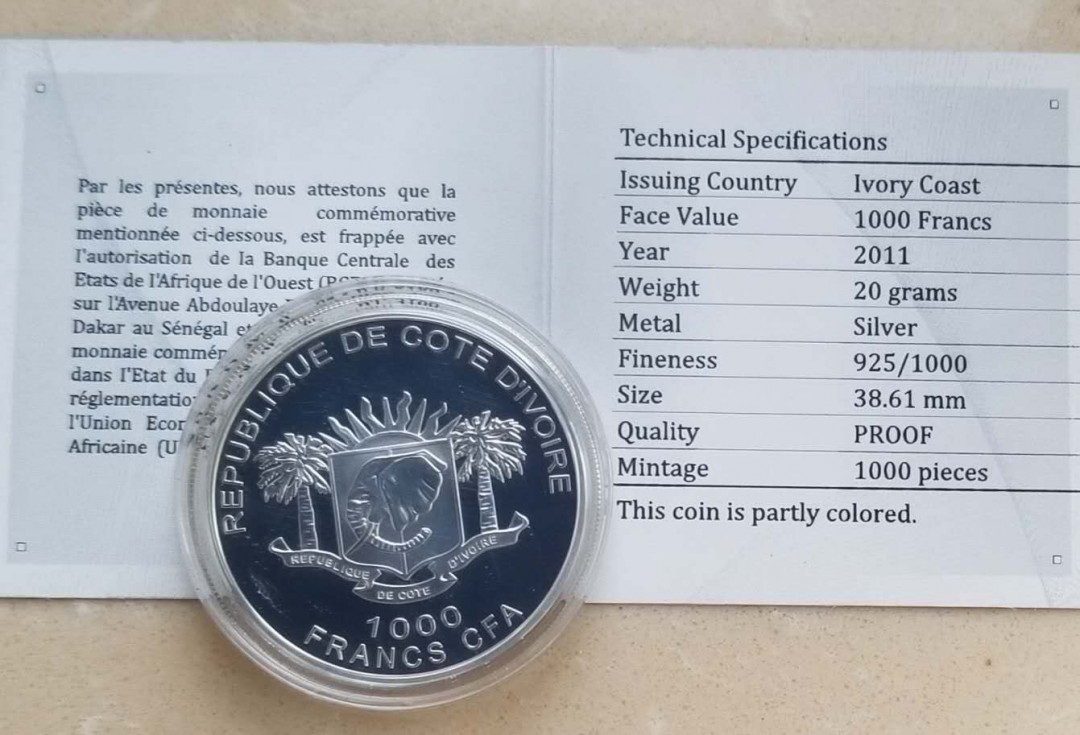 Par les présentes, nous attestons que la
pièce de monnaie commémorative
mentionnée ci-dessous, est frappée avec
l'autorisation de la Banque Centrale des
Etats de l'Afrique de l'Ouest
sur l'Avenue Abdoulaye
Dakar au Sénégal et
monnaie
dans l'Etat du
l'Union
Africaine (U
Technical Specifications
Issuing Country Ivory Coast
Face Value 1000 Francs
Year 2011
Weight 20 grams
Metal Silver
Fineness 925/1000
Size 38.61 mm
Quality PROOF
Mintage 1000 pieces
This coin is partly colored.
REPUBLIQUE DE COTE D'IVOIRE
REPUBLIQUE DE COTE D'IVOIRE
1000
FRANCS CFA